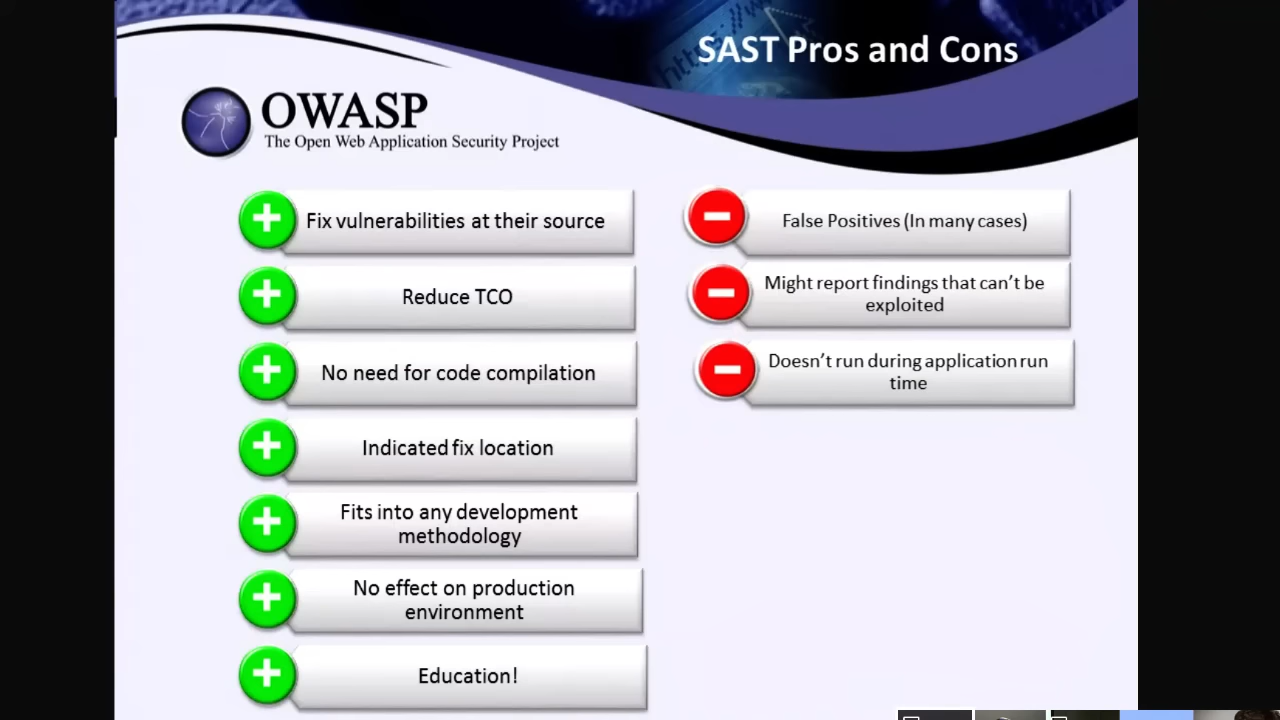 SAST Pros and Cons
OWASP
The Open Web Application Security Project
Fix vulnerabilities at their source
Reduce TCO
No need for code compilation
Indicated fix location
Fits into any development
methodology
No effect on production
environment
Education!
False Positives (In many cases)
Might report findings that can't be
exploited
Doesn't run during application run
time